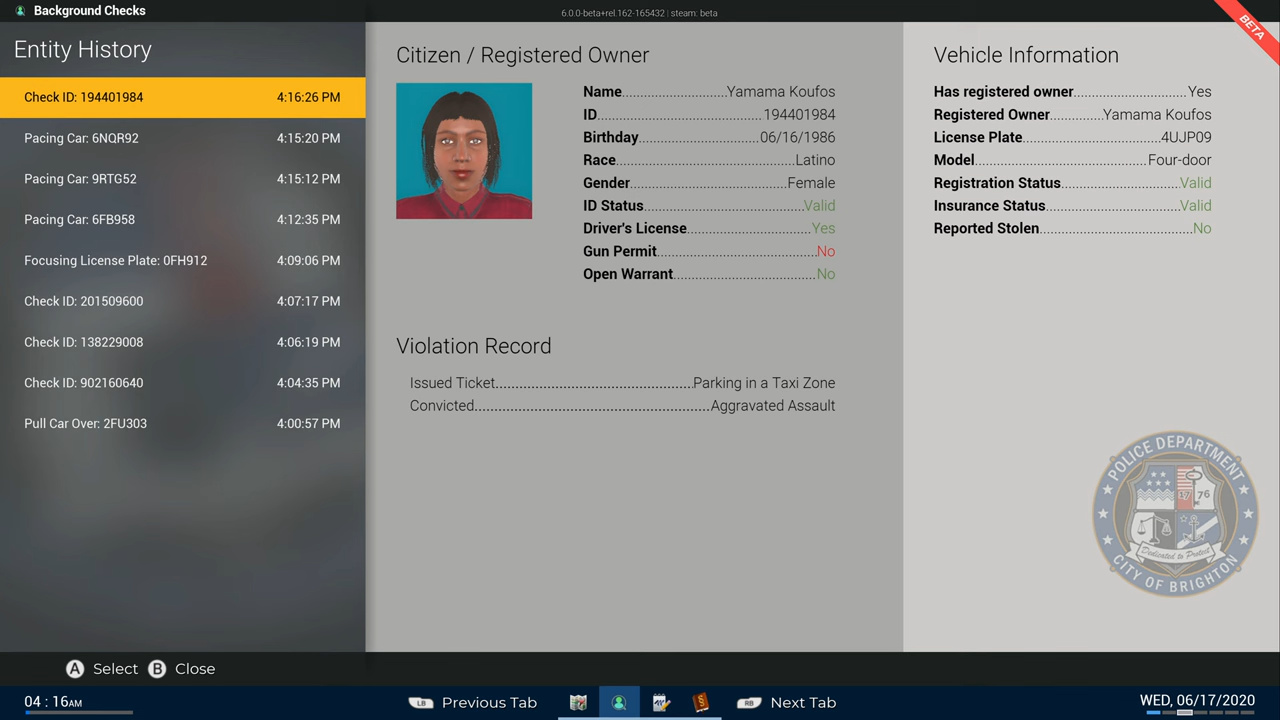 Background Checks
6.0.0-beta+rel.162-165432 | steam: beta
BETA
Entity History
Check ID: 194401984 4:16:26 PM
Pacing Car: 6NQR92 4:15:20 PM
Pacing Car: 9RTG52 4:15:12 PM
Pacing Car: 6FB958 4:12:35 PM
Focusing License Plate: 0FH912 4:09:06 PM
Check ID: 201509600 4:07:17 PM
Check ID: 138229008 4:06:19 PM
Check ID: 902160640 4:04:35 PM
Pull Car Over: 2FU303 4:00:57 PM
Citizen / Registered Owner
Name Yamama Koufos
ID 194401984
Birthday 06/16/1986
Race Latino
Gender Female
ID Status Valid
Driver's License Yes
Gun Permit No
Open Warrant No
Violation Record
Issued Ticket Parking in a Taxi Zone
Convicted Aggravated Assault
Vehicle Information
Has registered owner Yes
Registered Owner Yamama Koufos
License Plate 4UJP09
Model Four-door
Registration Status Valid
Insurance Status Valid
Reported Stolen No
POLICE DEPARTMENT
1776
Dedicated to Protect
CITY OF BRIGHTON
A Select B Close
04 : 16AM
LB Previous Tab
RB Next Tab
WED, 06/17/2020